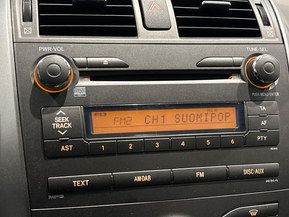 PWR·VOL
TUNE·SEL
SEEK
TRACK
FM2 CH1 SUOMIPOP
TA
AF
AST
1 2 3 4 5 6
PTY
TEXT
AM·DAB
FM
DISC·AUX